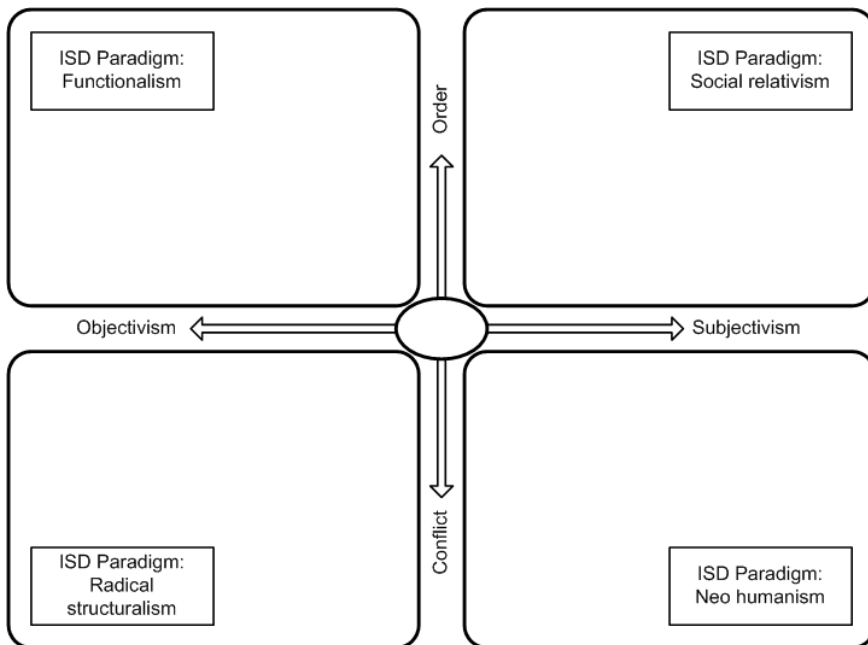 ISD Paradigm:
Functionalism
ISD Paradigm:
Social relativism
Order
Objectivism
Subjectivism
Conflict
ISD Paradigm:
Radical
structuralism
ISD Paradigm:
Neo humanism